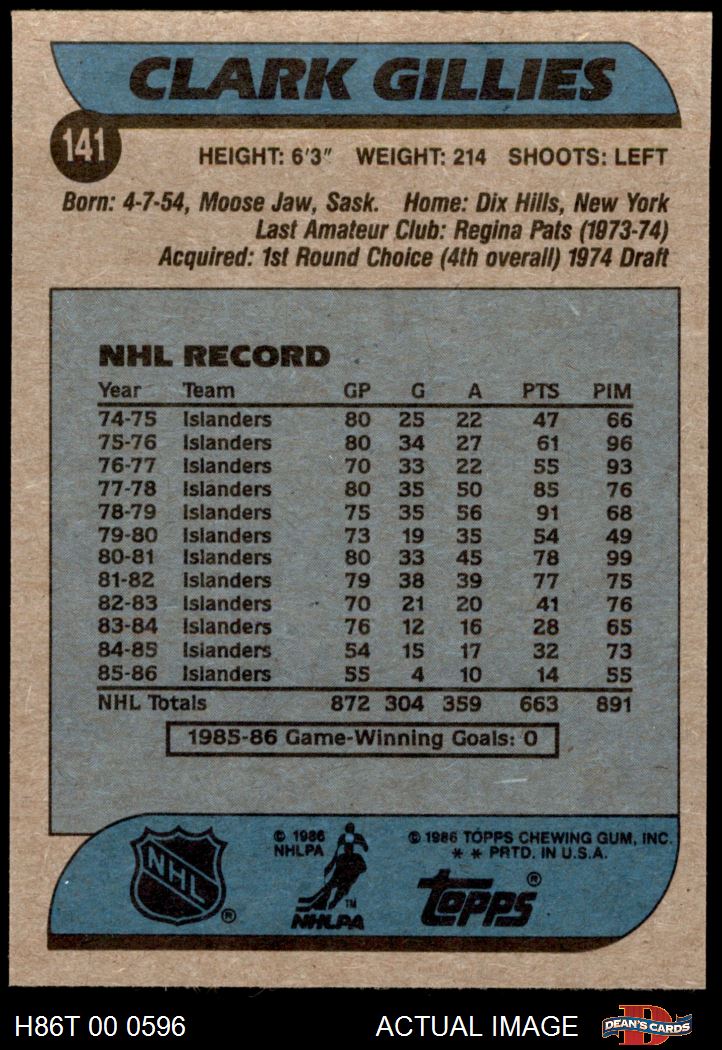 CLARK GILLIES
141
HEIGHT: 6'3" WEIGHT: 214 SHOOTS: LEFT
Born: 4-7-54, Moose Jaw, Sask. Home: Dix Hills, New York
Last Amateur Club: Regina Pats (1973-74)
Acquired: 1st Round Choice (4th overall) 1974 Draft
NHL RECORD
Year Team GP G A PTS PIM
74-75 Islanders 80 25 22 47 66
75-76 Islanders 80 34 27 61 96
76-77 Islanders 70 33 22 55 93
77-78 Islanders 80 35 50 85 76
78-79 Islanders 75 35 56 91 68
79-80 Islanders 73 19 35 54 49
80-81 Islanders 80 33 45 78 99
81-82 Islanders 79 38 39 77 75
82-83 Islanders 70 21 20 41 76
83-84 Islanders 76 12 16 28 65
84-85 Islanders 54 15 17 32 73
85-86 Islanders 55 4 10 14 55
NHL Totals 872 304 359 663 891
1985-86 Game-Winning Goals: 0
NHL ®
© 1986
NHLPA
TM
NHLPA
© 1986 TOPPS CHEWING GUM, INC.
* * PRTD. IN U.S.A.
topps ®
H86T 00 0596 ACTUAL IMAGE
D
DEAN'S CARDS